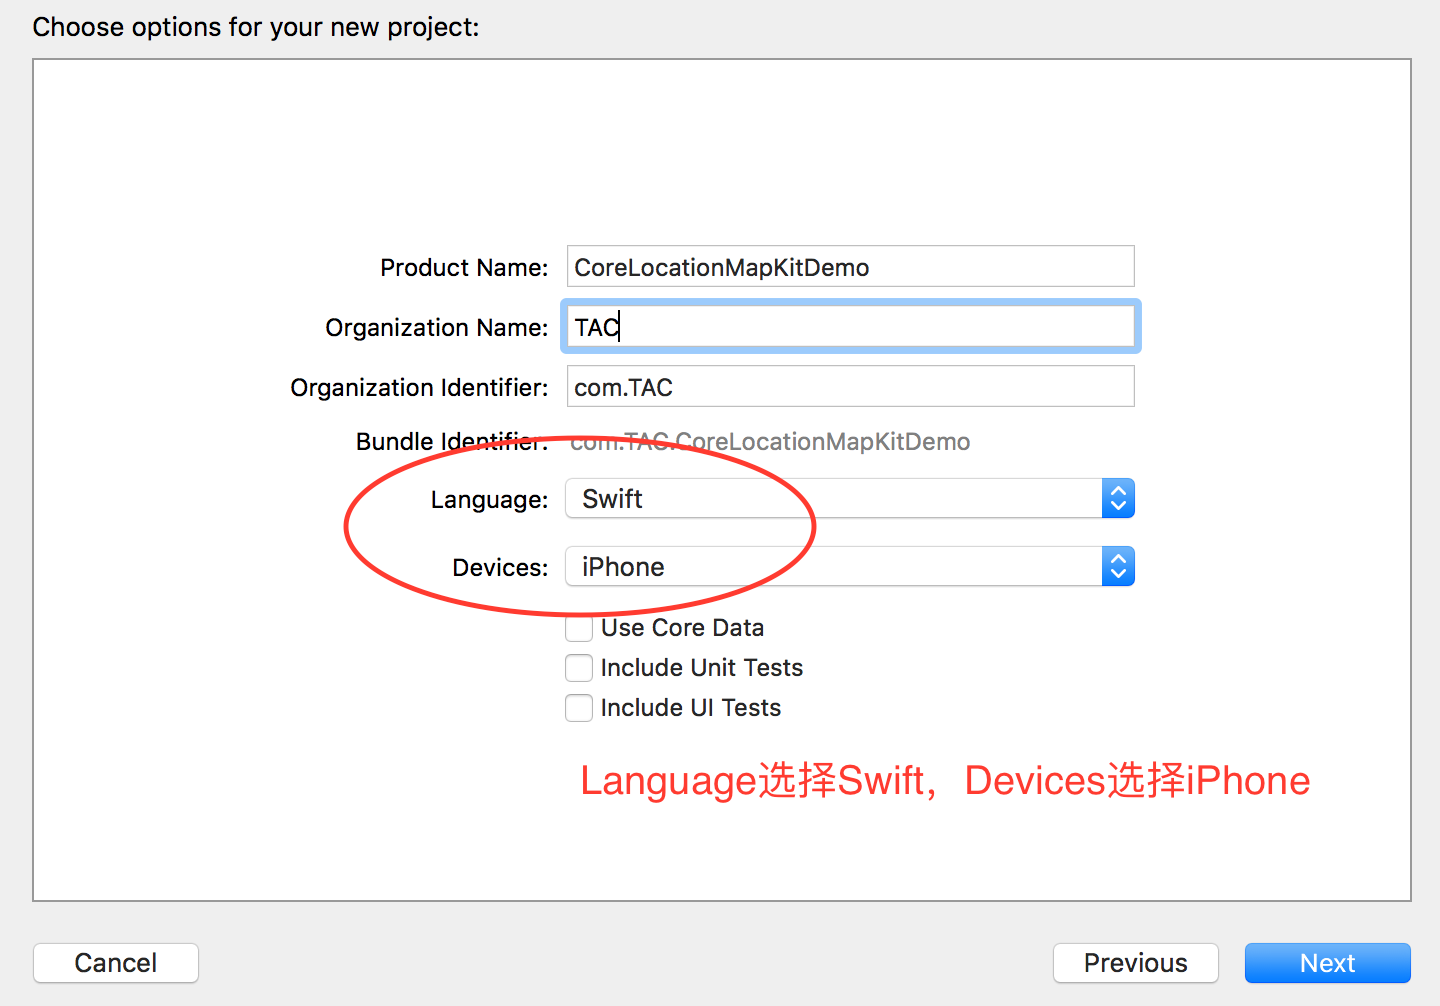 Choose options for your new project:
Product Name: CoreLocationMapKitDemo
Organization Name: TAC
Organization Identifier: com.TAC
Bundle Identifier: com.TAC.CoreLocationMapKitDemo
Language: Swift
Devices: iPhone
Use Core Data
Include Unit Tests
Include UI Tests
Language选择Swift，Devices选择iPhone
Cancel Previous Next